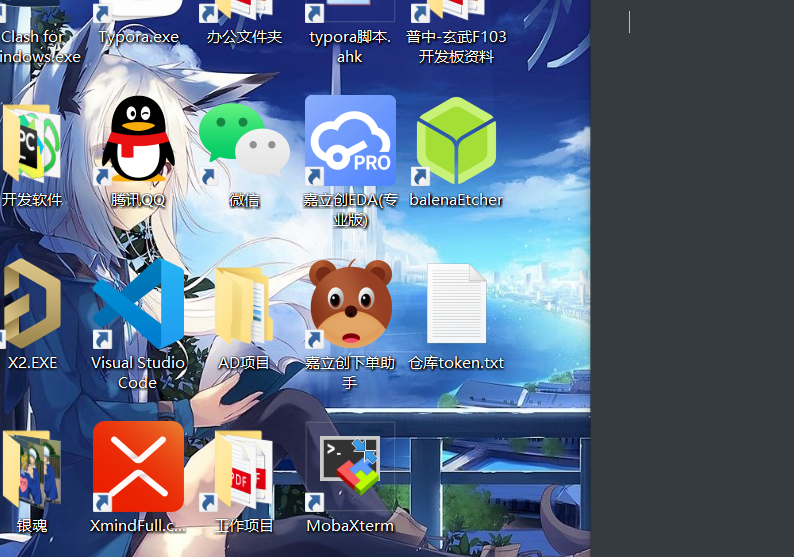 Clash for
indows.exe
Typora.exe
办公文件夹
typora脚本.
ahk
普中-玄武F103
开发板资料
PC
PRO
开发软件
腾讯QQ
微信
嘉立创EDA(专
业版)
balenaEtcher
X2.EXE
Visual Studio
Code
AD项目
嘉立创下单助
手
仓库token.txt
PDF
银魂
XmindFull.c...
工作项目
MobaXterm